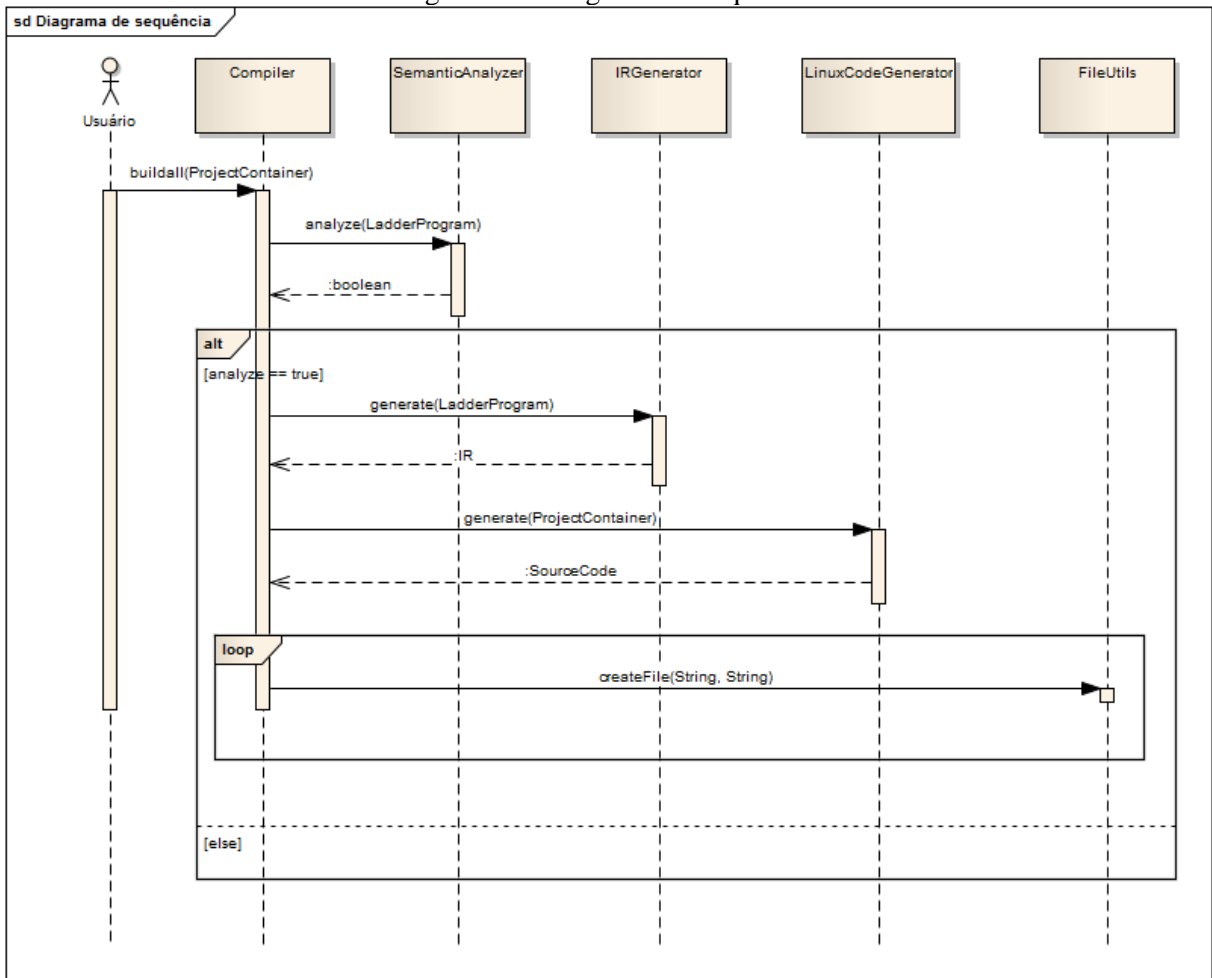 sd Diagrama de sequência
Usuário
Compiler
SemanticAnalyzer
IRGenerator
LinuxCodeGenerator
FileUtils
buildall(ProjectContainer)
analyze(LadderProgram)
:boolean
alt
[analyze == true]
generate(LadderProgram)
:IR
generate(ProjectContainer)
:SourceCode
loop
createFile(String, String)
[else]